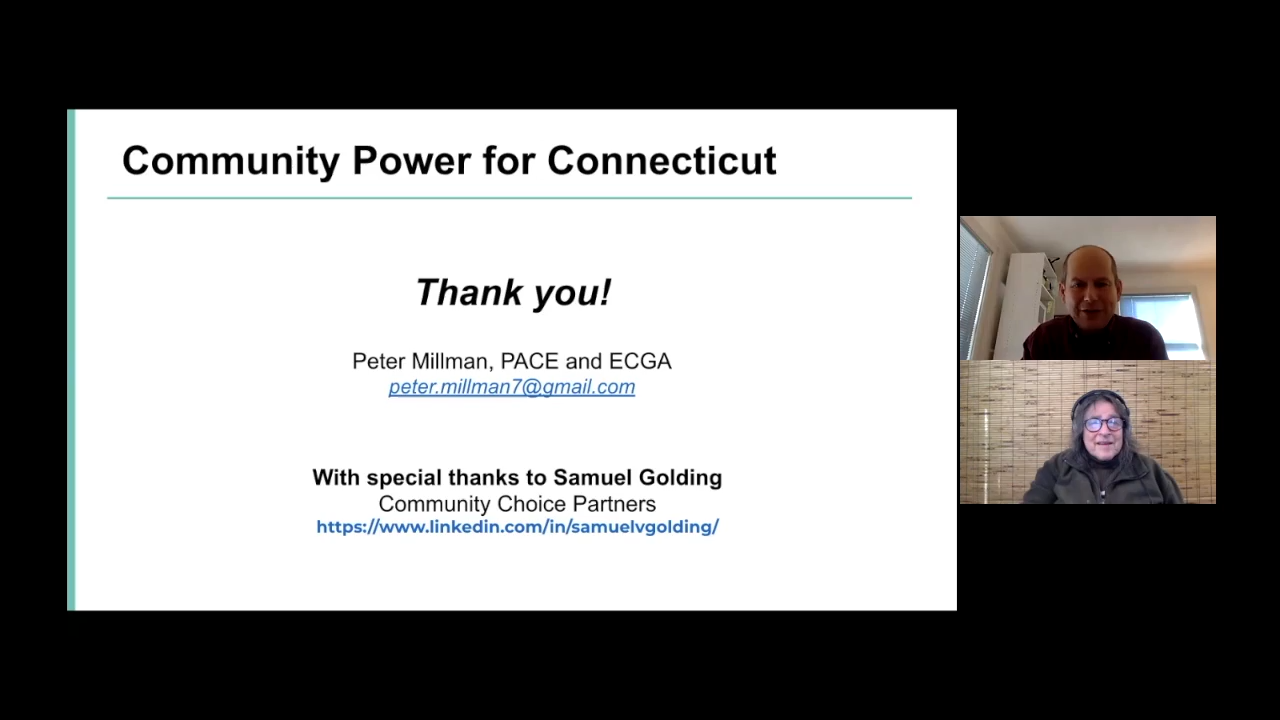 Community Power for Connecticut
Thank you!
Peter Millman, PACE and ECGA
peter.millman7@gmail.com
With special thanks to Samuel Golding
Community Choice Partners
https://www.linkedin.com/in/samuelvgolding/